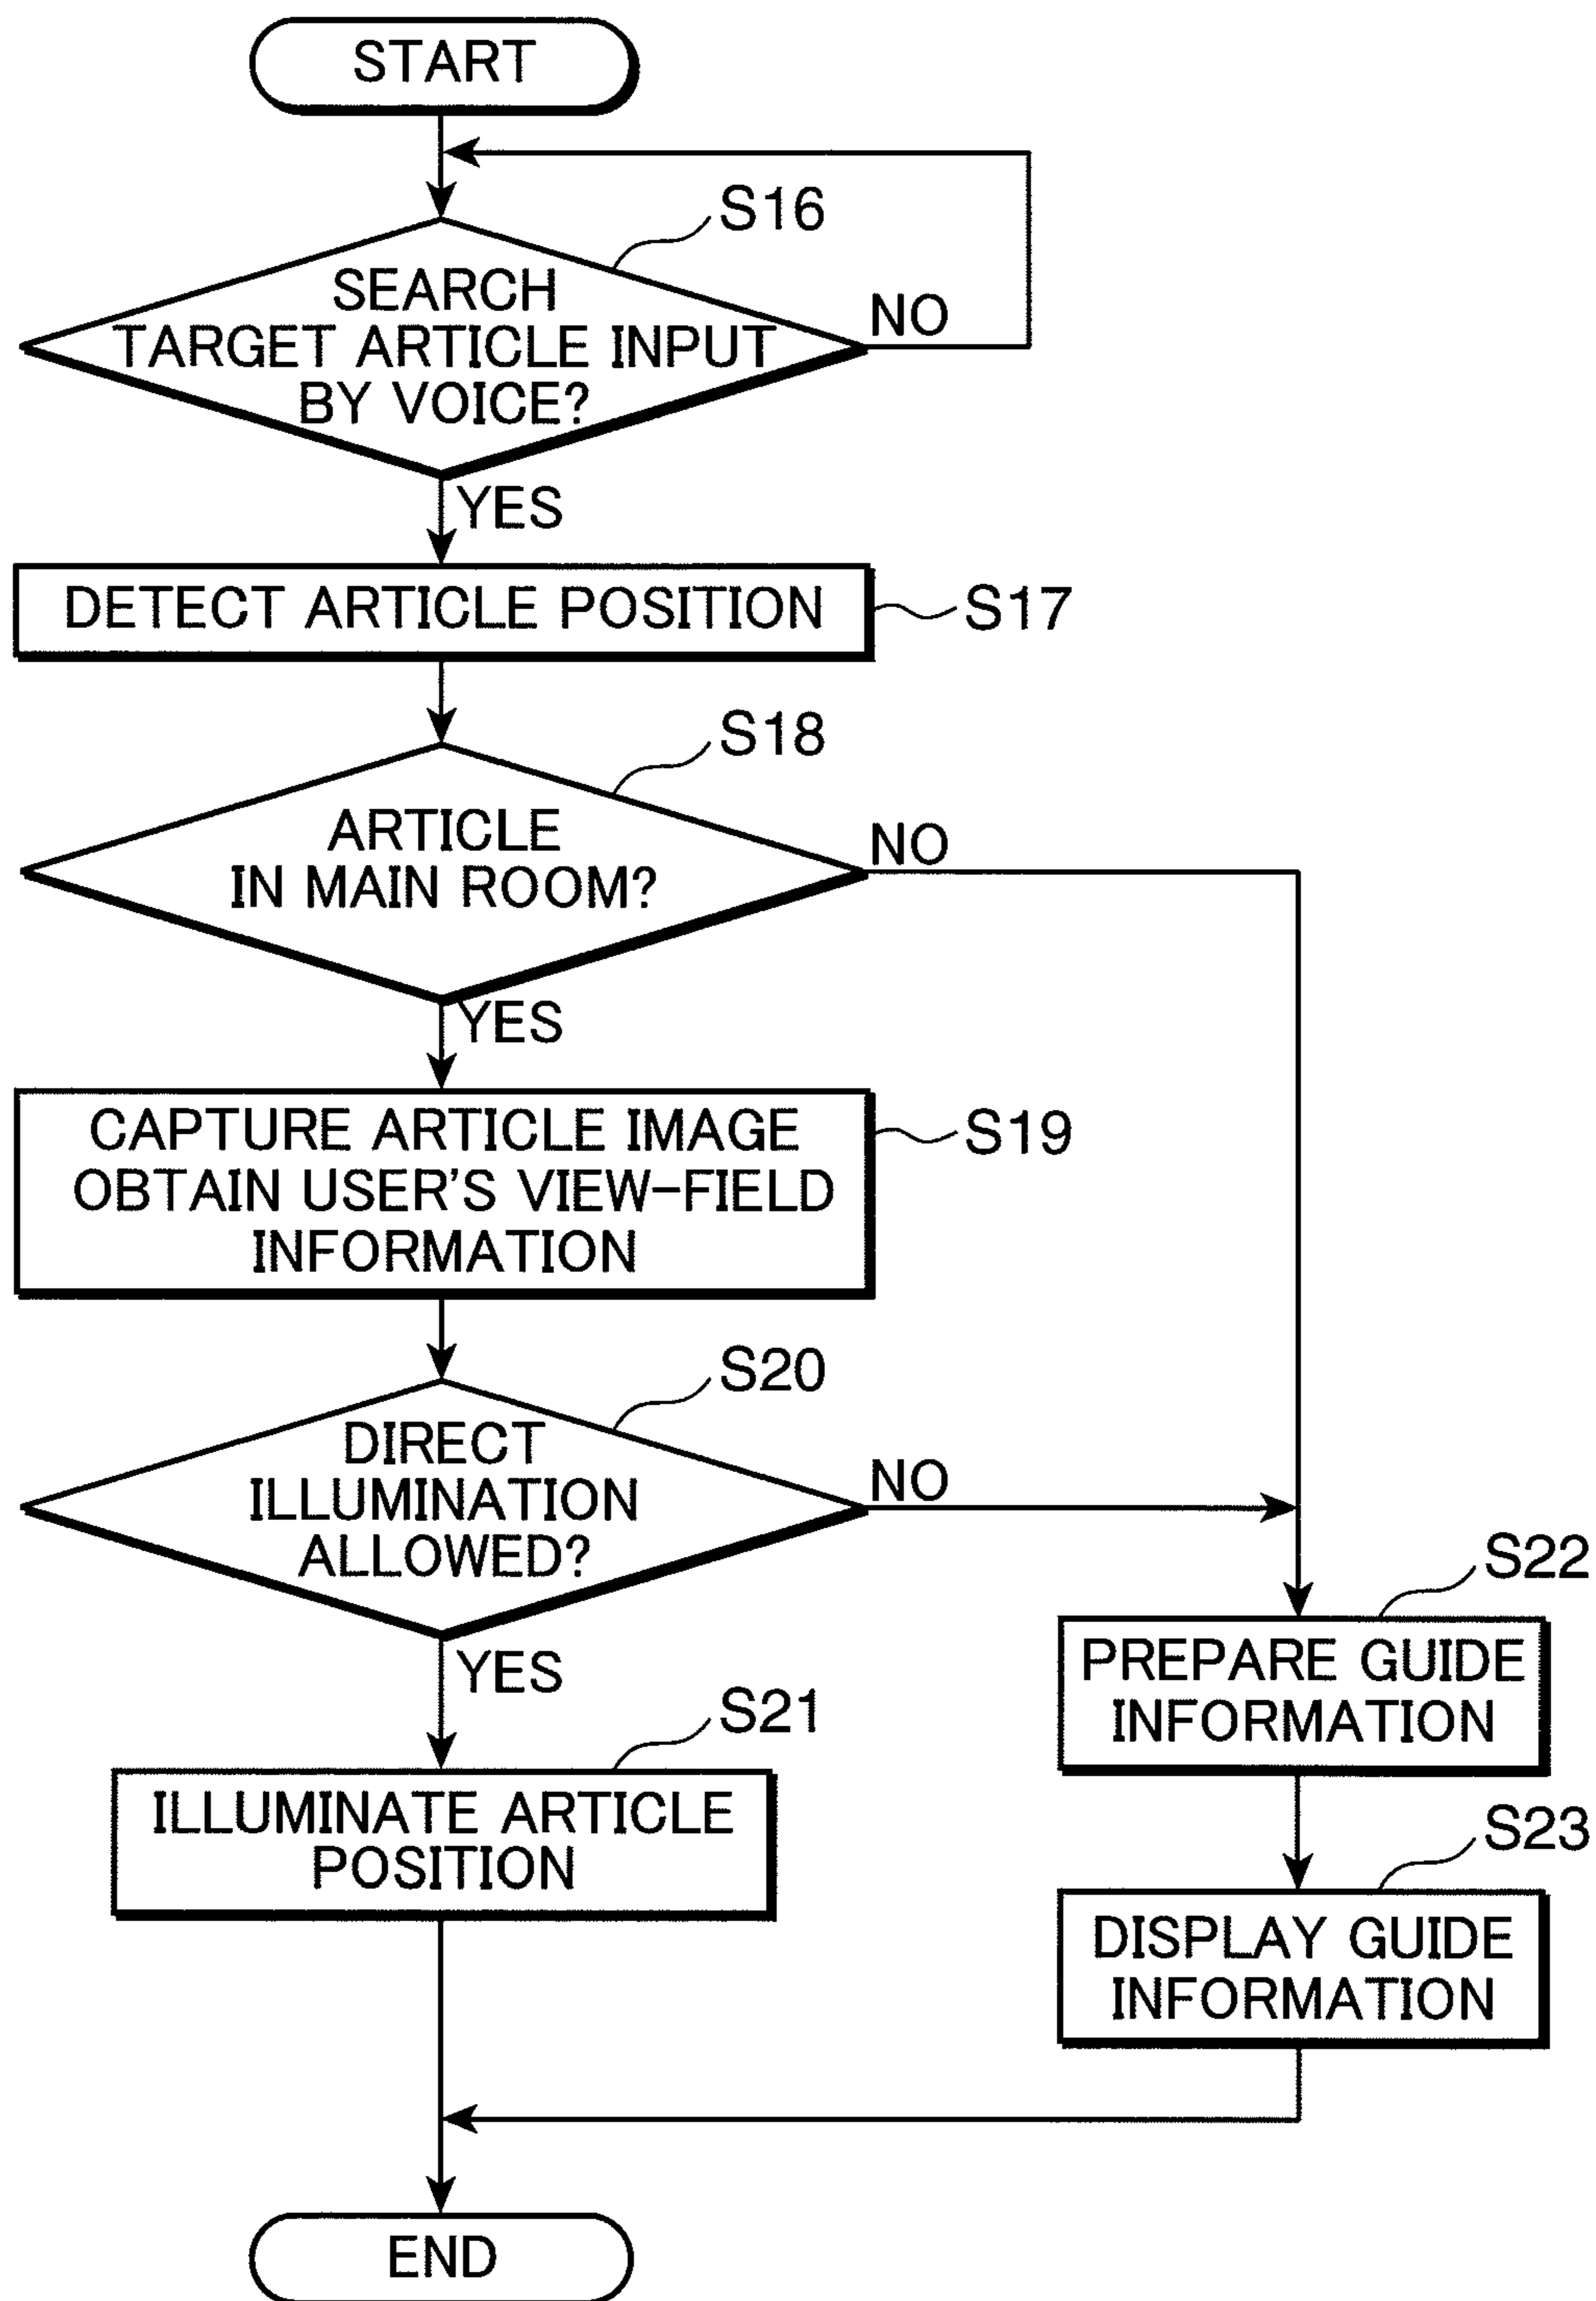 START
S16
SEARCH
TARGET ARTICLE INPUT
BY VOICE?
NO
YES
DETECT ARTICLE POSITION
S17
S18
ARTICLE
IN MAIN ROOM?
NO
YES
CAPTURE ARTICLE IMAGE
OBTAIN USER'S VIEW-FIELD
INFORMATION
S19
S20
DIRECT
ILLUMINATION
ALLOWED?
NO
YES
S21
ILLUMINATE ARTICLE
POSITION
S22
PREPARE GUIDE
INFORMATION
S23
DISPLAY GUIDE
INFORMATION
END